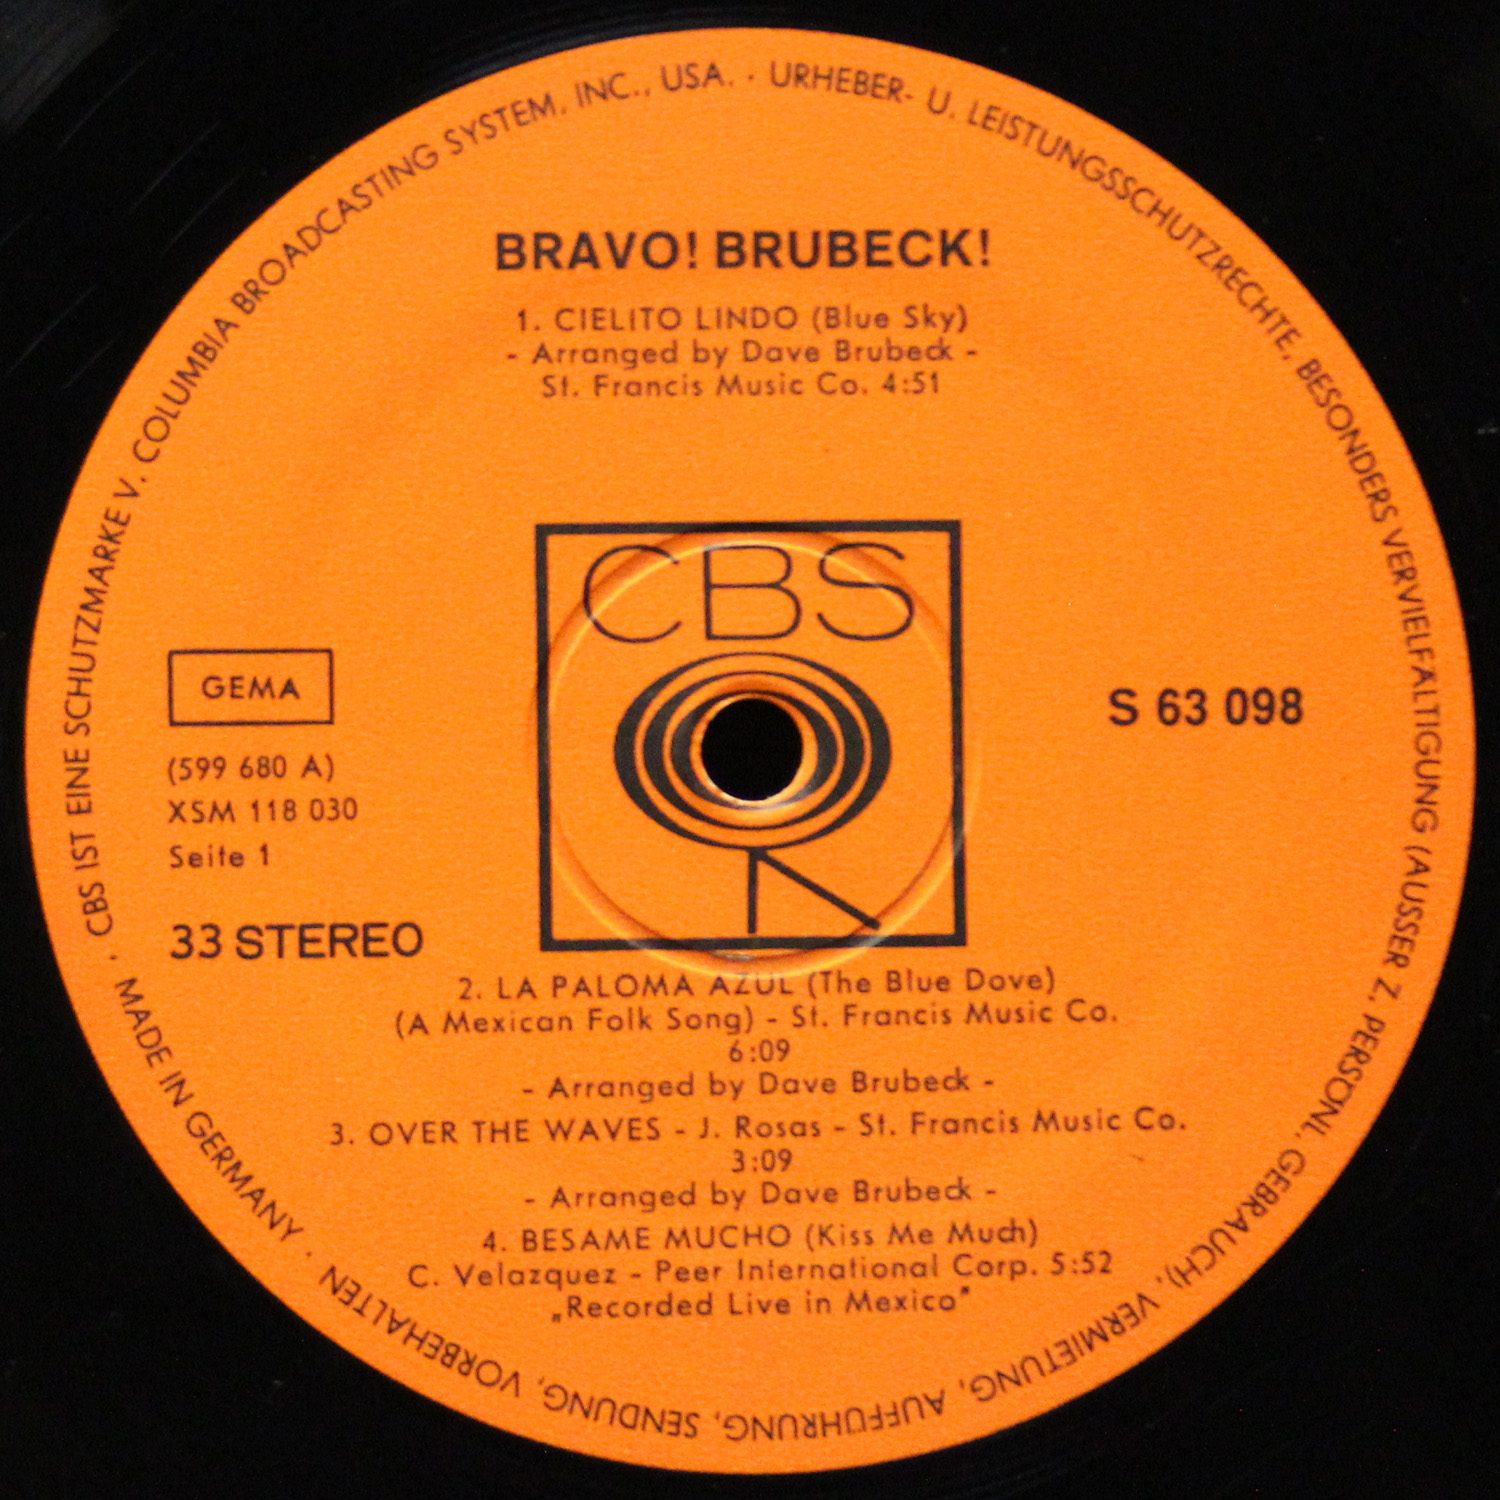 BRAVO! BRUBECK!
1. CIELITO LINDO (Blue Sky)
- Arranged by Dave Brubeck -
St. Francis Music Co. 4:51
CBS
GEMA
(599 680 A)
XSM 118 030
Seite 1
33 STEREO
S 63 098
2. LA PALOMA AZUL (The Blue Dove)
(A Mexican Folk Song) - St. Francis Music Co.
6:09
- Arranged by Dave Brubeck -
3. OVER THE WAVES - J. Rosas - St. Francis Music Co.
3:09
- Arranged by Dave Brubeck -
4. BESAME MUCHO (Kiss Me Much)
C. Velazquez - Peer International Corp. 5:52
„Recorded Live in Mexico"
· CBS IST EINE SCHUTZMARKE V. COLUMBIA BROADCASTING SYSTEM, INC., USA. · URHEBER- U. LEISTUNGSSCHUTZRECHTE, BESONDERS VERVIELFÄLTIGUNG (AUSSER Z. PERSÖNL. GEBRAUCH), VERMIETUNG, AUFFÜHRUNG, SENDUNG, VORBEHALTEN ·
MADE IN GERMANY